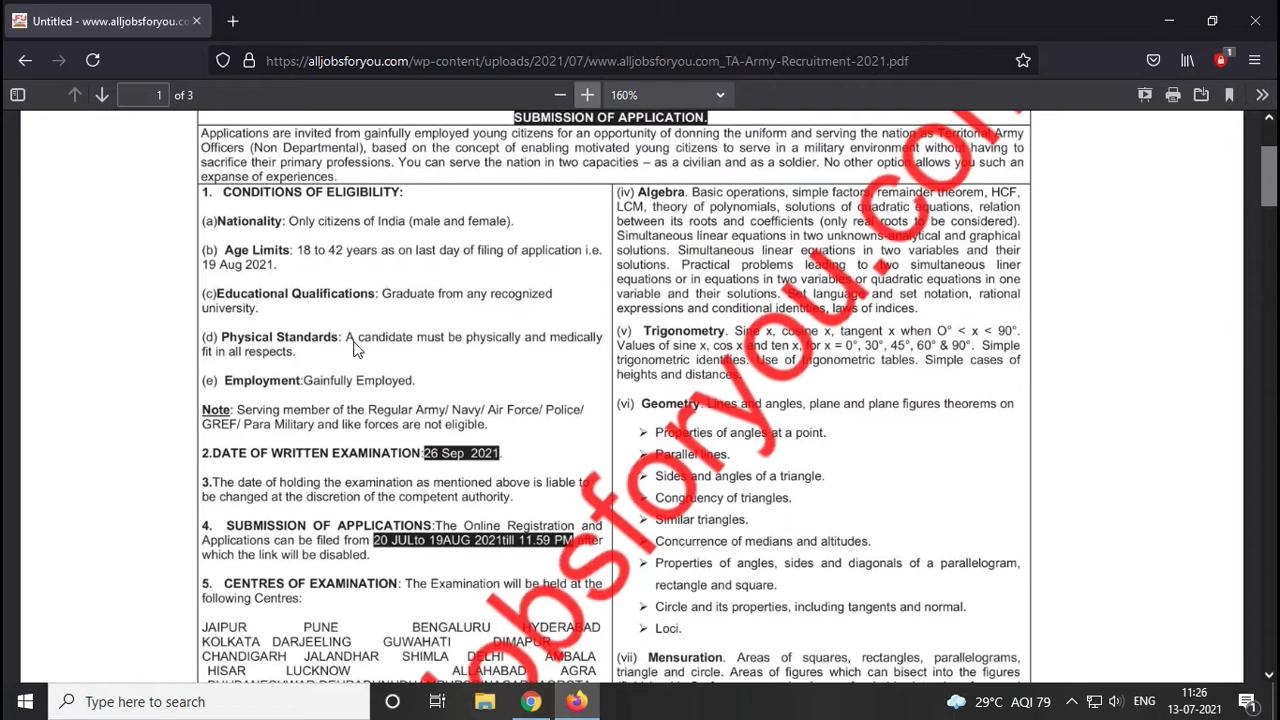 Untitled - www.alljobsforyou.co
https://alljobsforyou.com/wp-content/uploads/2021/07/www.alljobsforyou.com_TA-Army-Recruitment-2021.pdf
1
1 of 3
160%
SUBMISSION OF APPLICATION.
Applications are invited from gainfully employed young citizens for an opportunity of donning the uniform and serving the nation as Territorial Army
Officers (Non Departmental), based on the concept of enabling motivated young citizens to serve in a military environment without having to
sacrifice their primary professions. You can serve the nation in two capacities – as a civilian and as a soldier. No other option allows you such an
expanse of experiences.
1. CONDITIONS OF ELIGIBILITY:
(a)Nationality: Only citizens of India (male and female).
(b) Age Limits: 18 to 42 years as on last day of filing of application i.e.
19 Aug 2021.
(c)Educational Qualifications: Graduate from any recognized
university.
(d) Physical Standards: A candidate must be physically and medically
fit in all respects.
(e) Employment:Gainfully Employed.
Note: Serving member of the Regular Army/ Navy/ Air Force/ Police/
GREF/ Para Military and like forces are not eligible.
2.DATE OF WRITTEN EXAMINATION:26 Sep 2021.
3.The date of holding the examination as mentioned above is liable to
be changed at the discretion of the competent authority.
4. SUBMISSION OF APPLICATIONS:The Online Registration and
Applications can be filed from 20 JULto 19AUG 2021till 11.59 PM after
which the link will be disabled.
5. CENTRES OF EXAMINATION: The Examination will be held at the
following Centres:
JAIPUR PUNE BENGALURU HYDERABAD
KOLKATA DARJEELING GUWAHATI DIMAPUR
CHANDIGARH JALANDHAR SHIMLA DELHI AMBALA
HISAR LUCKNOW ALLAHABAD AGRA
(iv) Algebra. Basic operations, simple factors, remainder theorem, HCF,
LCM, theory of polynomials, solutions of quadratic equations, relation
between its roots and coefficients (only real roots to be considered).
Simultaneous linear equations in two unknowns-analytical and graphical
solutions. Simultaneous linear equations in two variables and their
solutions. Practical problems leading to two simultaneous liner
equations or in equations in two variables or quadratic equations in one
variable and their solutions. Set language and set notation, rational
expressions and conditional identities, laws of indices.
(v) Trigonometry. Sine x, cosine x, tangent x when O° < x < 90°.
Values of sine x, cos x and ten x, for x = 0°, 30°, 45°, 60° & 90°. Simple
trigonometric identities. Use of trigonometric tables. Simple cases of
heights and distances.
(vi) Geometry. Lines and angles, plane and plane figures theorems on
➢ Properties of angles at a point.
➢ Parallel lines.
➢ Sides and angles of a triangle.
➢ Congruency of triangles.
➢ Similar triangles.
➢ Concurrence of medians and altitudes.
➢ Properties of angles, sides and diagonals of a parallelogram,
rectangle and square.
➢ Circle and its properties, including tangents and normal.
➢ Loci.
(vii) Mensuration. Areas of squares, rectangles, parallelograms,
triangle and circle. Areas of figures which can bisect into the figures
jobsforyou.com
Type here to search
29°C AQI 79
ENG
11:26
13-07-2021
1